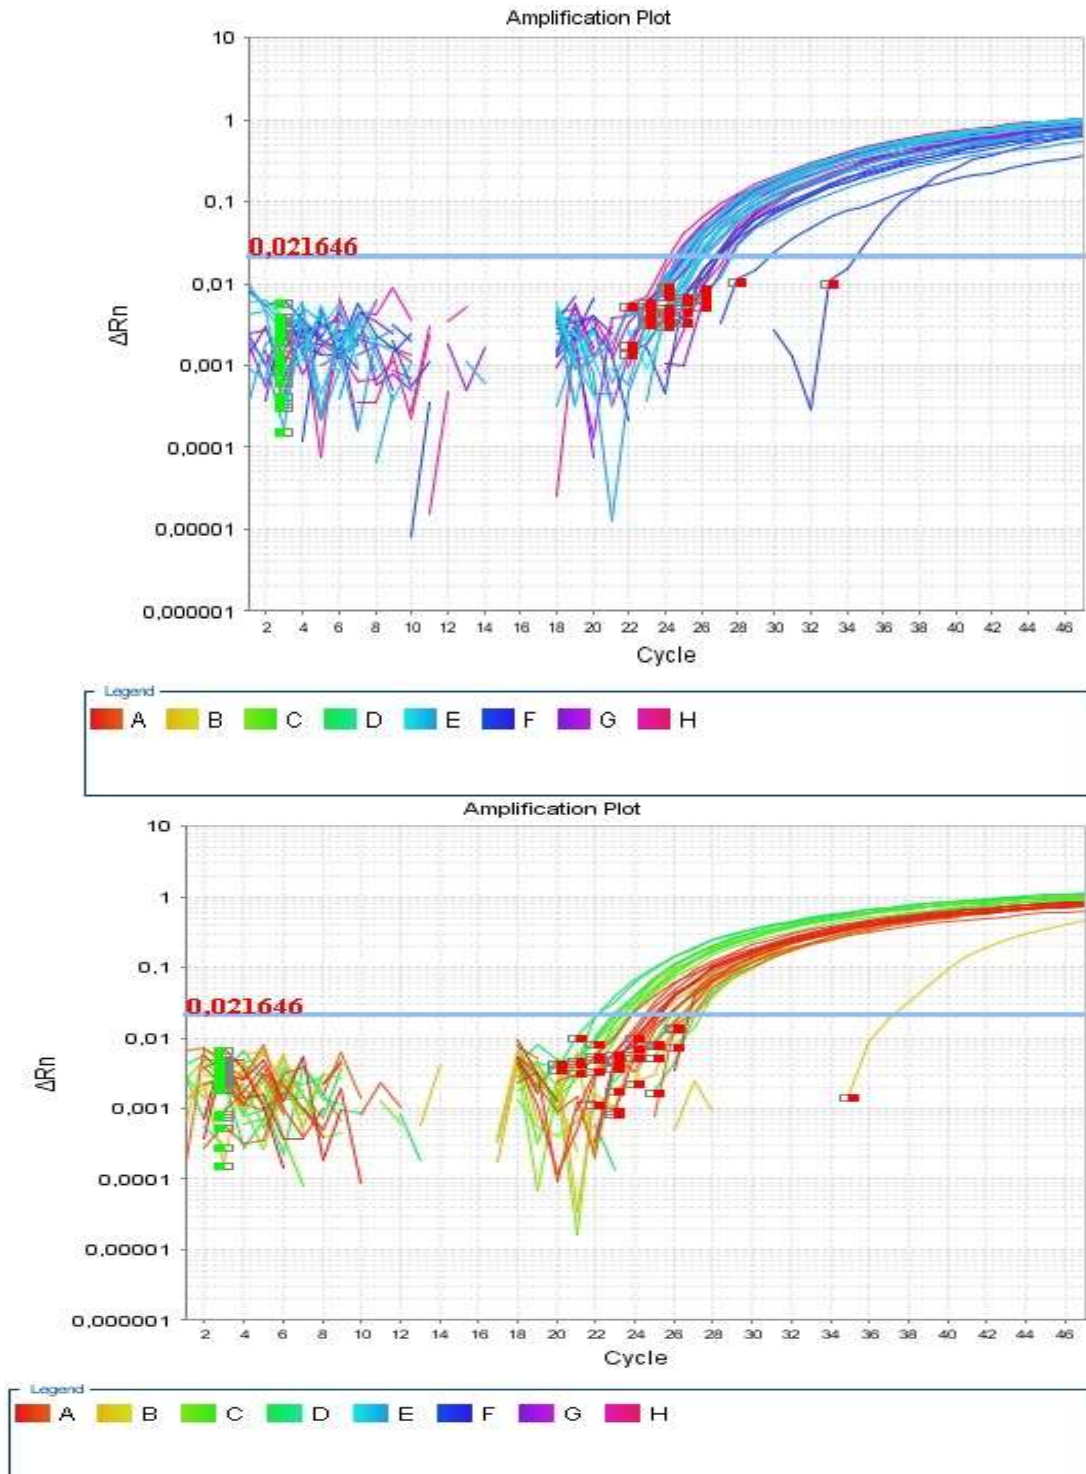 Amplification Plot
10
1
0,1
0,021646
0,01
0,001
0,0001
0,00001
0,000001
ΔRn
2 4 6 8 10 12 14 16 18 20 22 24 26 28 30 32 34 36 38 40 42 44 46
Cycle
Legend
A B C D E F G H
Amplification Plot
10
1
0,1
0,021646
0,01
0,001
0,0001
0,00001
0,000001
ΔRn
2 4 6 8 10 12 14 16 18 20 22 24 26 28 30 32 34 36 38 40 42 44 46
Cycle
Legend
A B C D E F G H